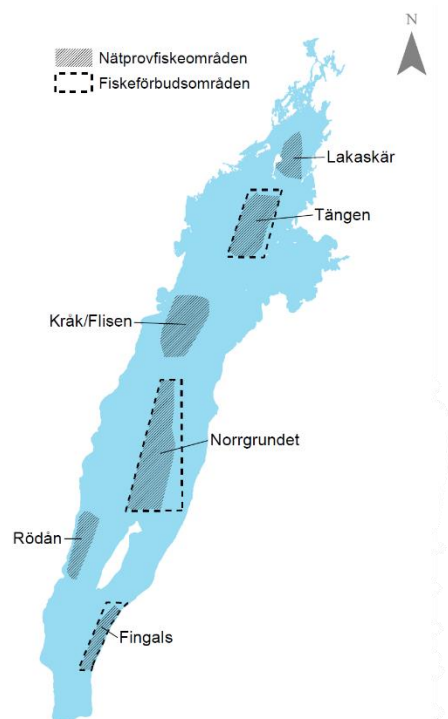 N
Nätprovfiskeområden
Fiskeförbudsområden
Lakaskär
Tängen
Kråk/Flisen
Norrgrundet
Rödån
Fingals